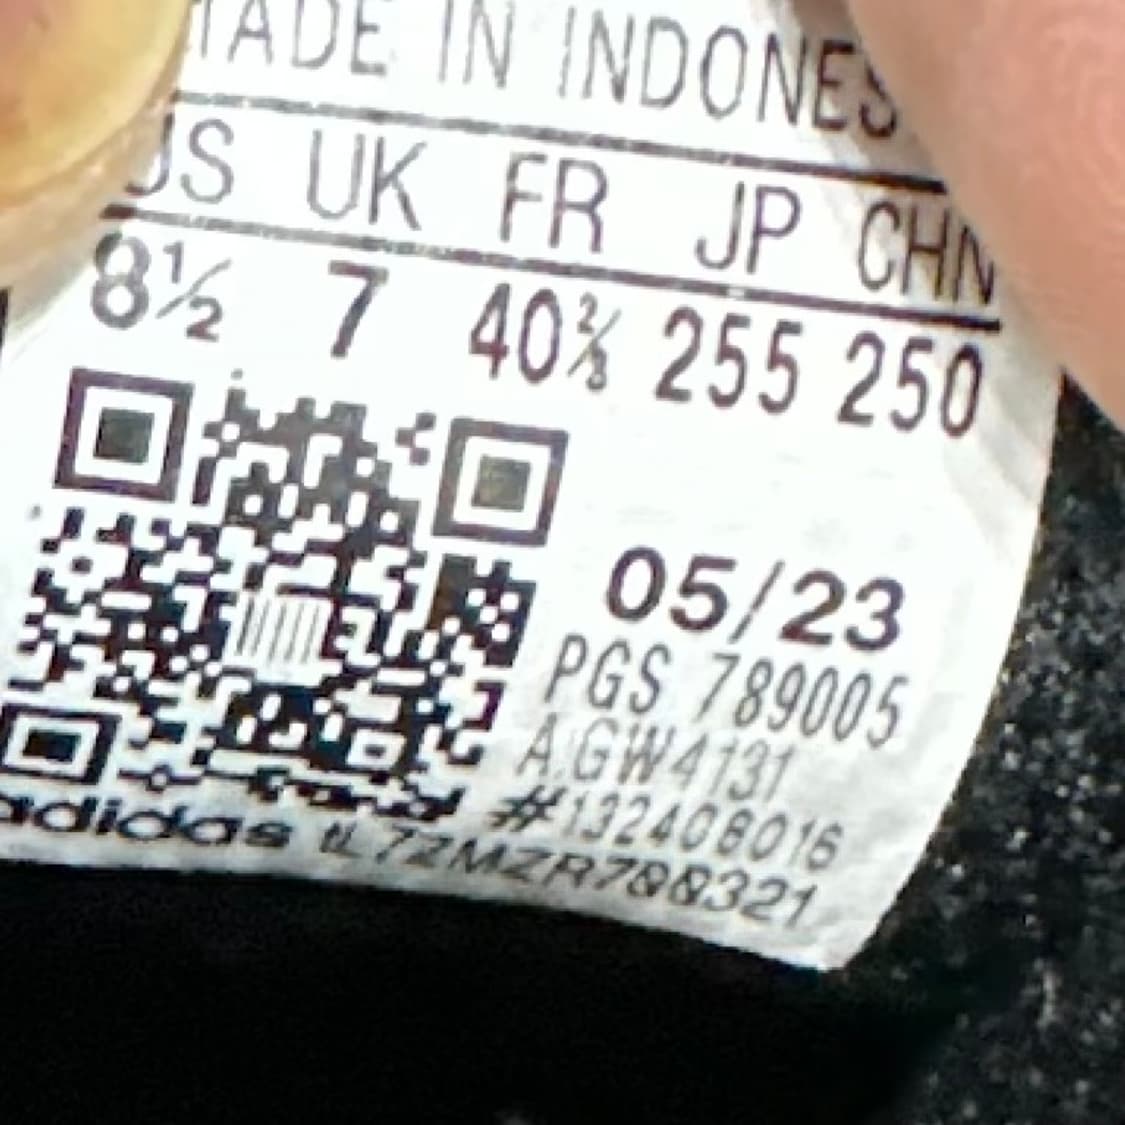 MADE IN INDONES
US UK FR JP CHN
8½ 7 40⅔ 255 250
05/23
PGS 789005
A.GW4131
#132408016
adidas tL72MZR788321